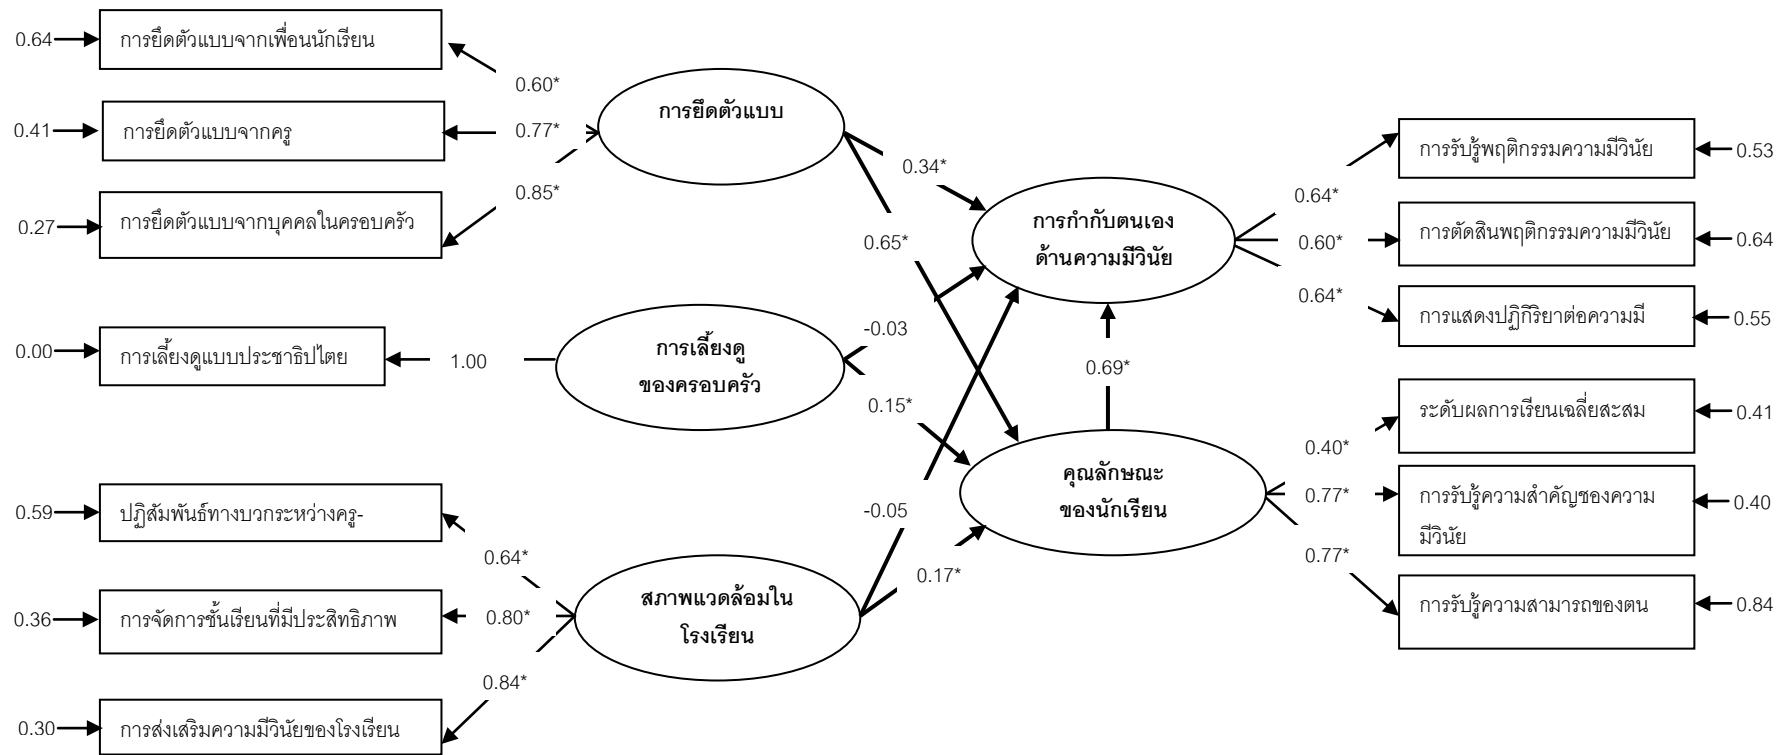 0.64
การยึดตัวแบบจากเพื่อนนักเรียน
0.60*
0.41
การยึดตัวแบบจากครู
0.77*
0.27
การยึดตัวแบบจากบุคคลในครอบครัว
0.85*
การยึดตัวแบบ
0.00
การเลี้ยงดูแบบประชาธิปไตย
1.00
การเลี้ยงดู
ของครอบครัว
0.59
ปฏิสัมพันธ์ทางบวกระหว่างครู-
0.64*
0.36
การจัดการชั้นเรียนที่มีประสิทธิภาพ
0.80*
0.30
การส่งเสริมความมีวินัยของโรงเรียน
0.84*
สภาพแวดล้อมใน
โรงเรียน
0.34*
0.65*
-0.03
0.15*
-0.05
0.17*
การกำกับตนเอง
ด้านความมีวินัย
0.69*
คุณลักษณะ
ของนักเรียน
0.64*
การรับรู้พฤติกรรมความมีวินัย
0.53
0.60*
การตัดสินพฤติกรรมความมีวินัย
0.64
0.64*
การแสดงปฏิกิริยาต่อความมี
0.55
0.40*
ระดับผลการเรียนเฉลี่ยสะสม
0.41
0.77*
การรับรู้ความสำคัญของความ
มีวินัย
0.40
0.77*
การรับรู้ความสามารถของตน
0.84